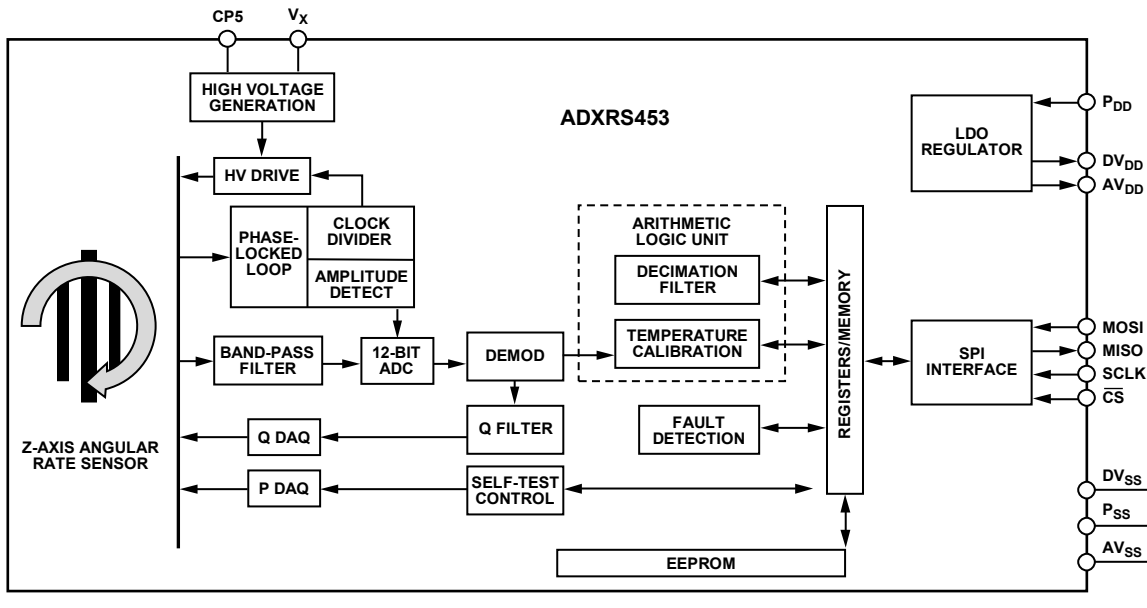 CP5
VX
HIGH VOLTAGE
GENERATION
ADXRS453
LDO
REGULATOR
PDD
DVDD
AVDD
HV DRIVE
PHASE-
LOCKED
LOOP
CLOCK
DIVIDER
AMPLITUDE
DETECT
ARITHMETIC
LOGIC UNIT
DECIMATION
FILTER
TEMPERATURE
CALIBRATION
BAND-PASS
FILTER
12-BIT
ADC
DEMOD
REGISTERS/MEMORY
SPI
INTERFACE
MOSI
MISO
SCLK
C̅S̅
Z-AXIS ANGULAR
RATE SENSOR
Q DAQ
Q FILTER
FAULT
DETECTION
P DAQ
SELF-TEST
CONTROL
EEPROM
DVSS
PSS
AVSS